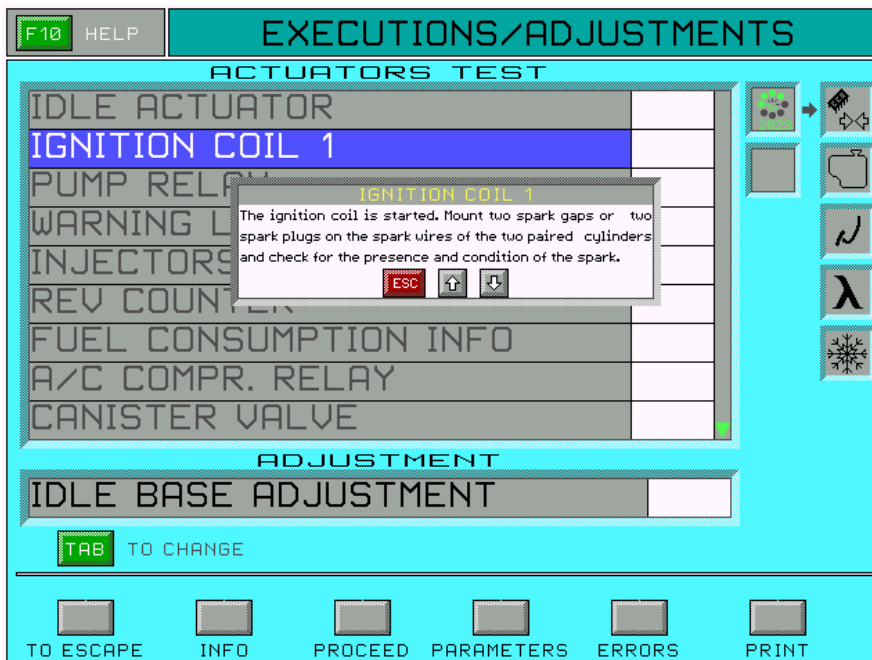 F10 HELP
EXECUTIONS/ADJUSTMENTS
ACTUATORS TEST
IDLE ACTUATOR
IGNITION COIL 1
PUMP
WARNING
INJECTORS
REV COUNTER
FUEL CONSUMPTION INFO
A/C COMPR. RELAY
CANISTER VALVE
IGNITION COIL 1
The ignition coil is started. Mount two spark gaps or two
spark plugs on the spark wires of the two paired cylinders
and check for the presence and condition of the spark.
ESC
ADJUSTMENT
IDLE BASE ADJUSTMENT
TAB TO CHANGE
TO ESCAPE INFO PROCEED PARAMETERS ERRORS PRINT